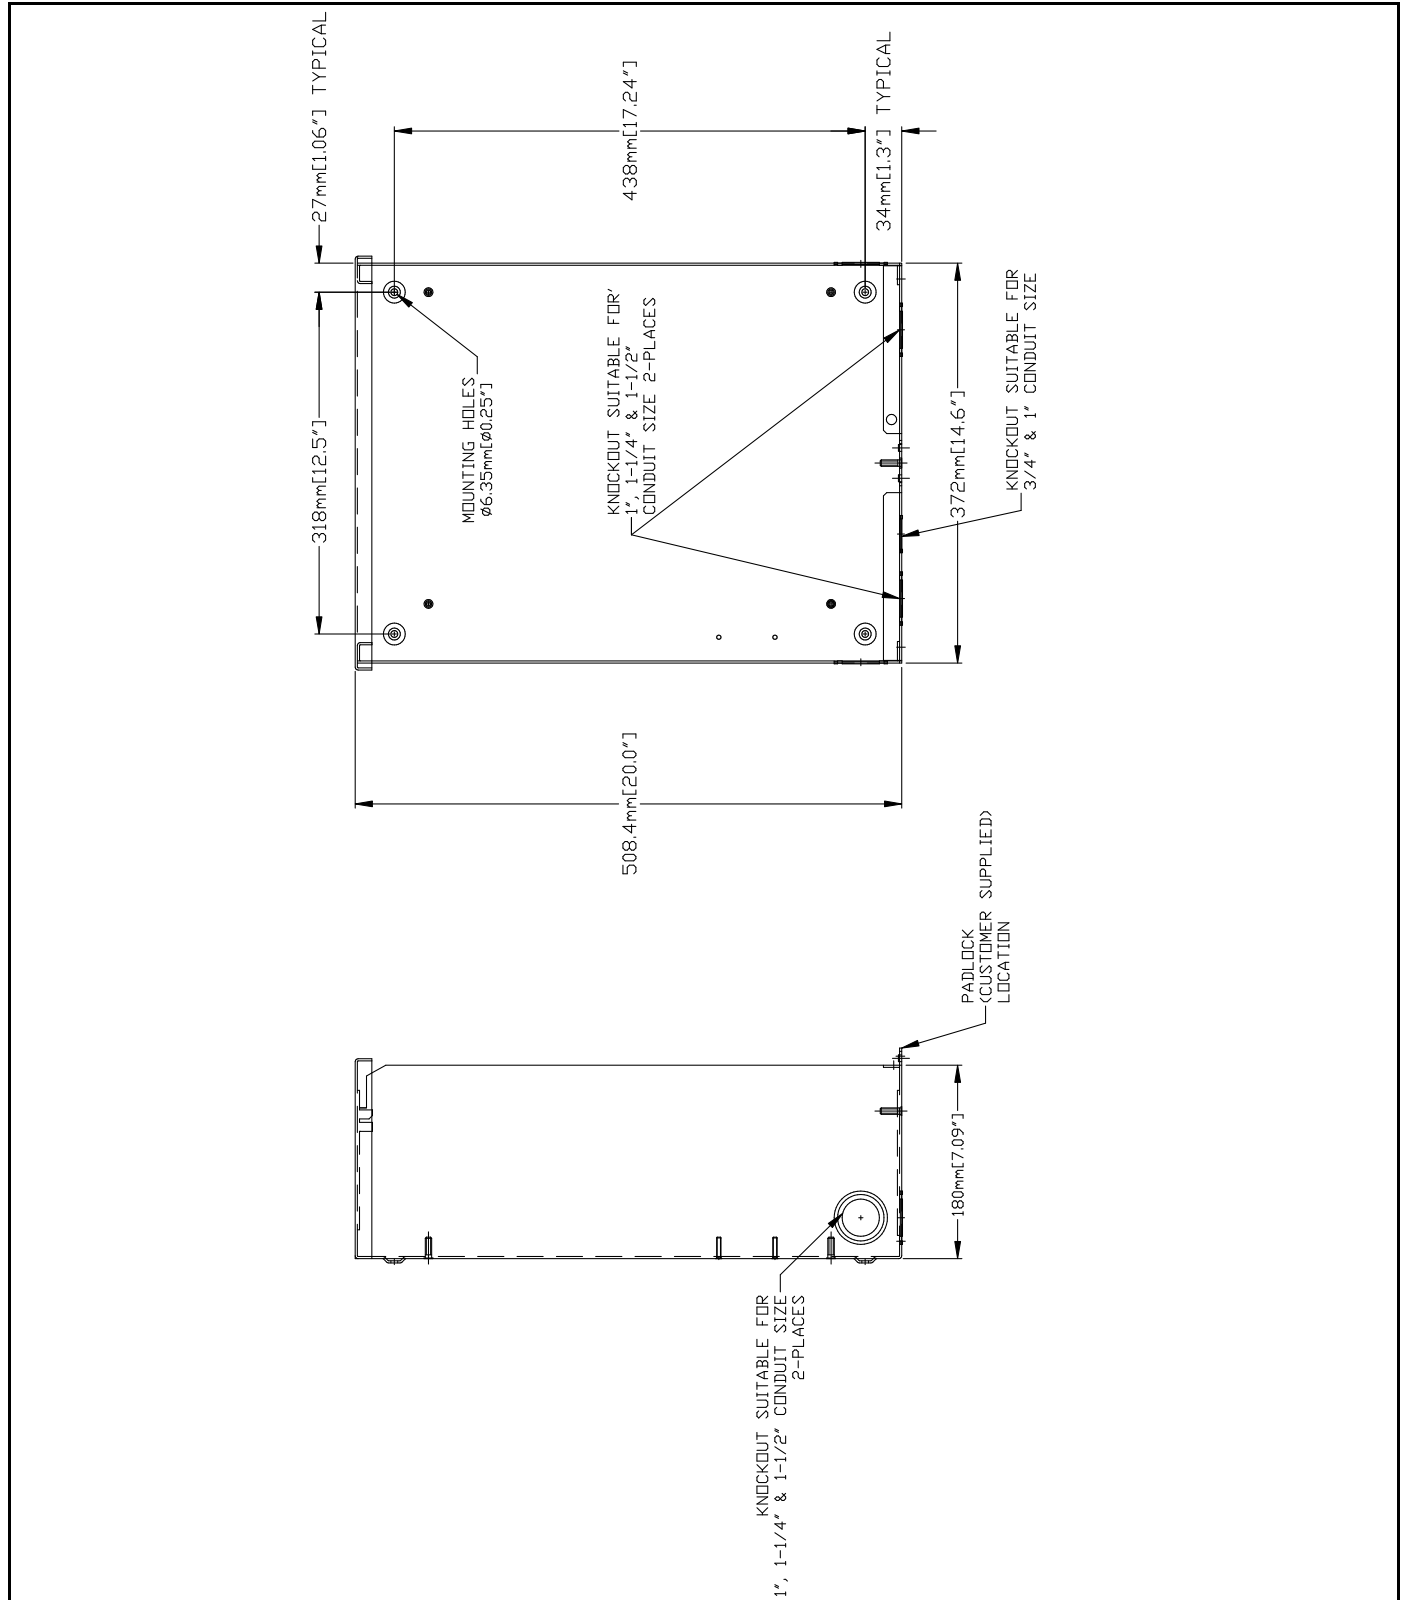 27mm[1.06"] TYPICAL
318mm[12.5"]
438mm[17.24"]
34mm[1.3"] TYPICAL
MOUNTING HOLES
ø6.35mm[ø0.25"]
KNOCKOUT SUITABLE FOR'
1", 1-1/4" & 1-1/2"
CONDUIT SIZE 2-PLACES
372mm[14.6"]
KNOCKOUT SUITABLE FOR
3/4" & 1" CONDUIT SIZE
508.4mm[20.0"]
PADLOCK
(CUSTOMER SUPPLIED)
LOCATION
180mm[7.09"]
KNOCKOUT SUITABLE FOR
1", 1-1/4" & 1-1/2" CONDUIT SIZE
2-PLACES